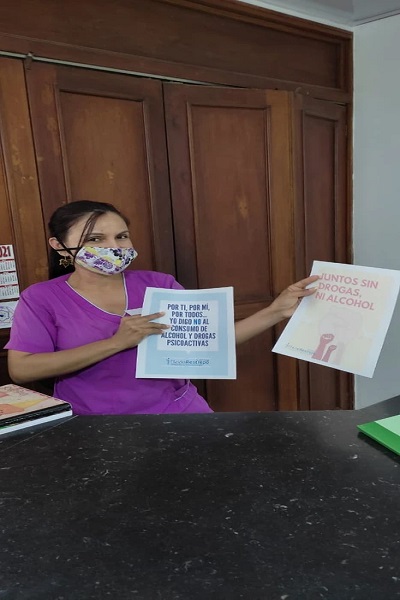 21
POR TI, POR MÍ,
POR TODOS...
YO DIGO NO AL
CONSUMO DE
ALCOHOL Y DROGAS
PSICOACTIVAS
JUNTOS SIN
DROGAS,
NI ALCOHOL